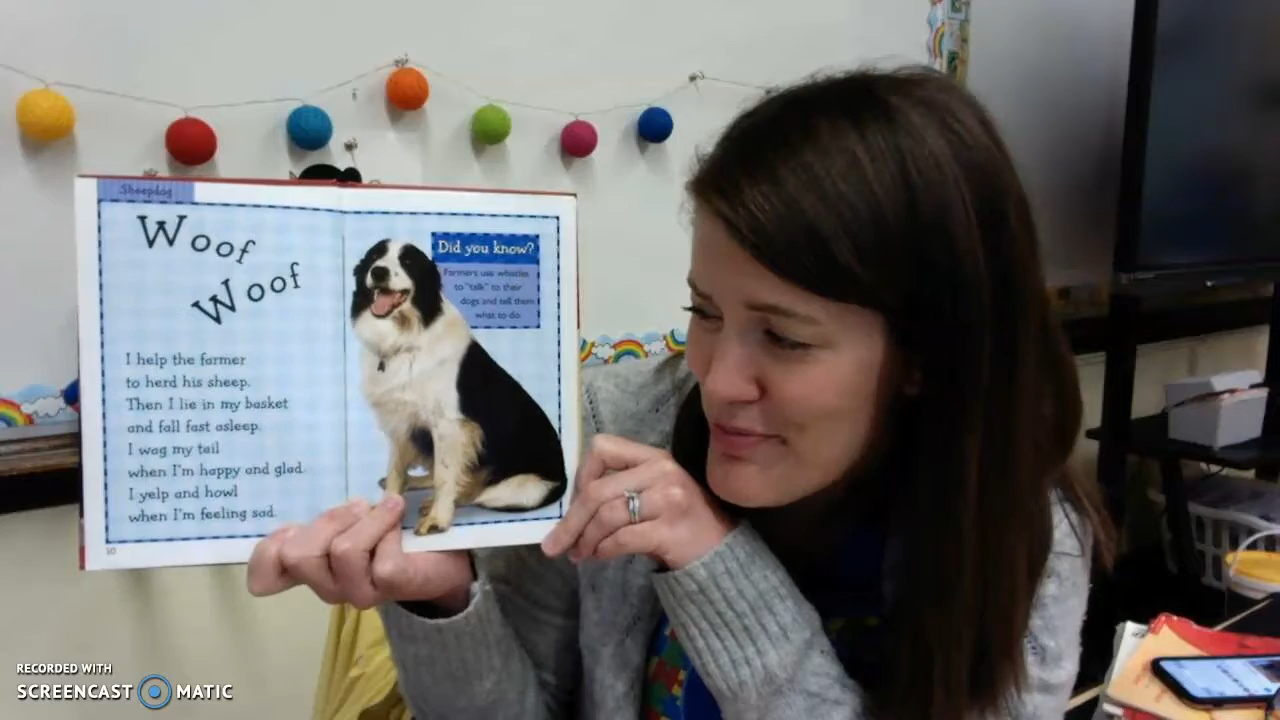 Sheepdog
Woof
Woof
I help the farmer
to herd his sheep.
Then I lie in my basket
and fall fast asleep.
I wag my tail
when I'm happy and glad.
I yelp and howl
when I'm feeling sad.
10
Did you know?
Farmers use whistles
to "talk" to their
dogs and tell them
what to do.
RECORDED WITH
SCREENCAST MATIC